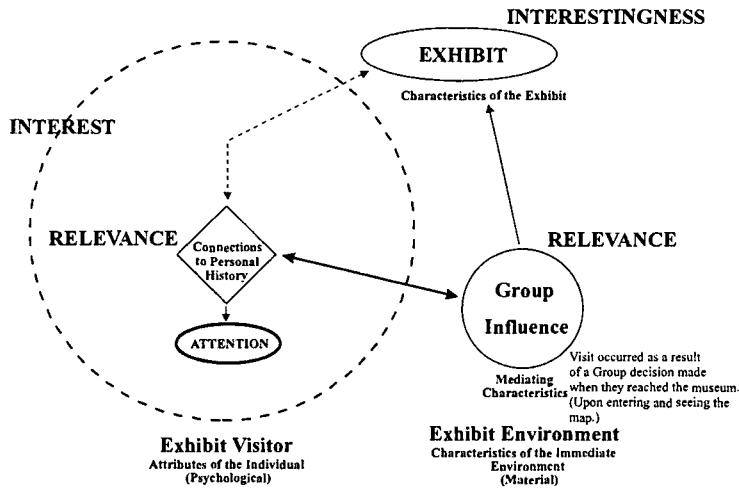 INTERESTINGNESS
EXHIBIT
Characteristics of the Exhibit
INTEREST
RELEVANCE
Connections
to Personal
History
ATTENTION
RELEVANCE
Group
Influence
Mediating
Characteristics
Visit occurred as a result
of a Group decision made
when they reached the museum.
(Upon entering and seeing the
map.)
Exhibit Visitor
Attributes of the Individual
(Psychological)
Exhibit Environment
Characteristics of the Immediate
Environment
(Material)